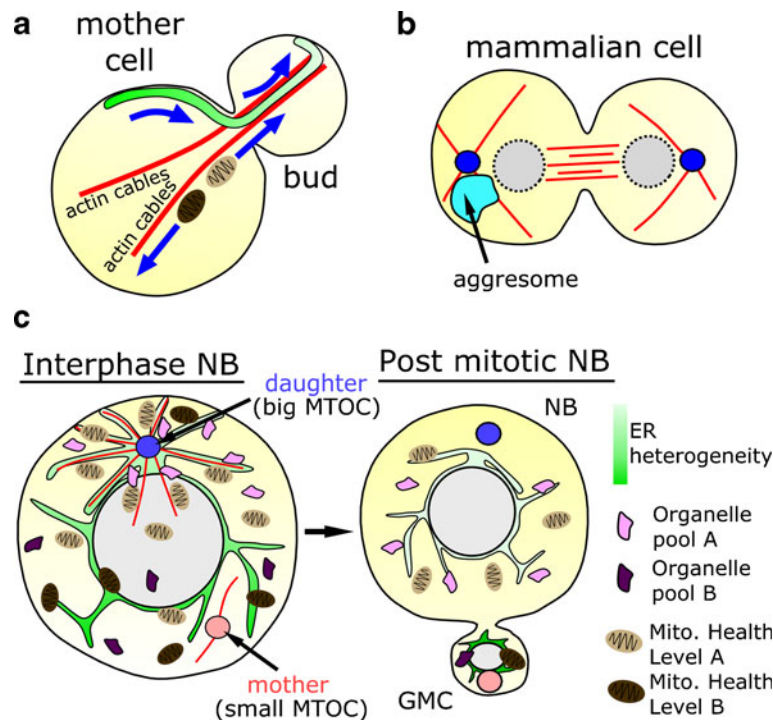 a
mother
cell
bud
actin cables
actin cables
b
mammalian cell
aggresome
c
Interphase NB
daughter
(big MTOC)
mother
(small MTOC)
Post mitotic NB
NB
GMC
ER
heterogeneity
Organelle
pool A
Organelle
pool B
Mito. Health
Level A
Mito. Health
Level B